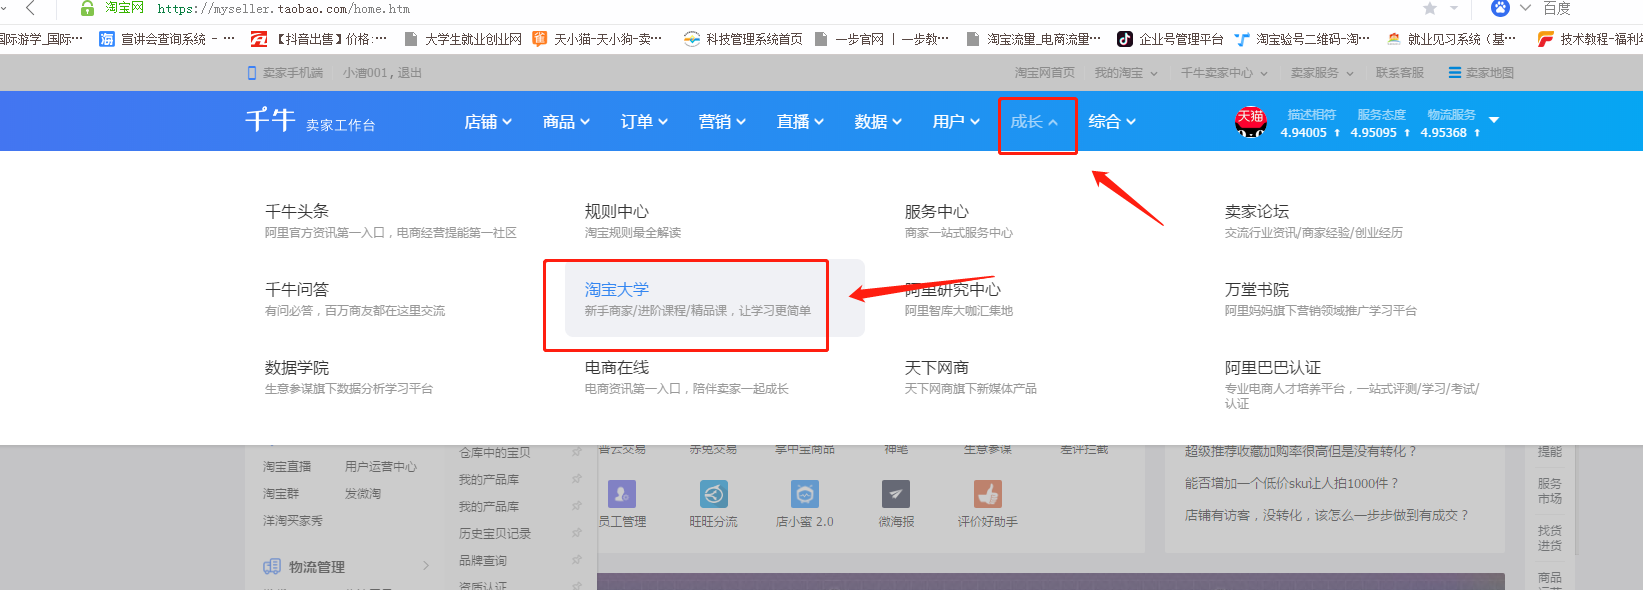 淘宝网 https://myseller.taobao.com/home.htm 百度
国际游学_国际… 宣讲会查询系统 - … 【抖音出售】价格:… 大学生就业创业网 天小猫-天小狗-卖… 科技管理系统首页 一步官网 | 一步教… 淘宝流量_电商流量… 企业号管理平台 淘宝验号二维码-淘… 就业见习系统（基… 技术教程-福利
卖家手机端 小漕001, 退出 淘宝网首页 我的淘宝 千牛卖家中心 卖家服务 联系客服 卖家地图
千牛 卖家工作台 店铺 商品 订单 营销 直播 数据 用户 成长 综合 天猫 描述相符 服务态度 物流服务
4.94005 4.95095 4.95368
千牛头条 规则中心 服务中心 卖家论坛
阿里官方资讯第一入口，电商经营提能第一社区 淘宝规则最全解读 商家一站式服务中心 交流行业资讯/商家经验/创业经历
千牛问答 淘宝大学 阿里研究中心 万堂书院
有问必答，百万商友都在这里交流 新手商家/进阶课程/精品课，让学习更简单 阿里智库大咖汇集地 阿里妈妈旗下营销领域推广学习平台
数据学院 电商在线 天下网商 阿里巴巴认证
生意参谋旗下数据分析学习平台 电商资讯第一入口，陪伴卖家一起成长 天下网商旗下新媒体产品 专业电商人才培养平台，一站式评测/学习/考试/
认证
仓库中的宝贝 普云交易 赤兔交易 掌中宝商品 神笔 生意参谋 差评拦截 超级推荐收藏加购率很高但是没有转化？ 提能
淘宝直播 用户运营中心
我的产品库 能否增加一个低价sku让人拍1000件？ 服务
淘宝群 发微淘 市场
我的产品库
洋淘买家秀 员工管理 旺旺分流 店小蜜 2.0 微海报 评价好助手 店铺有访客，没转化，该怎么一步步做到有成交？
历史宝贝记录 找货
进货
物流管理 品牌查询
商品
资质认证